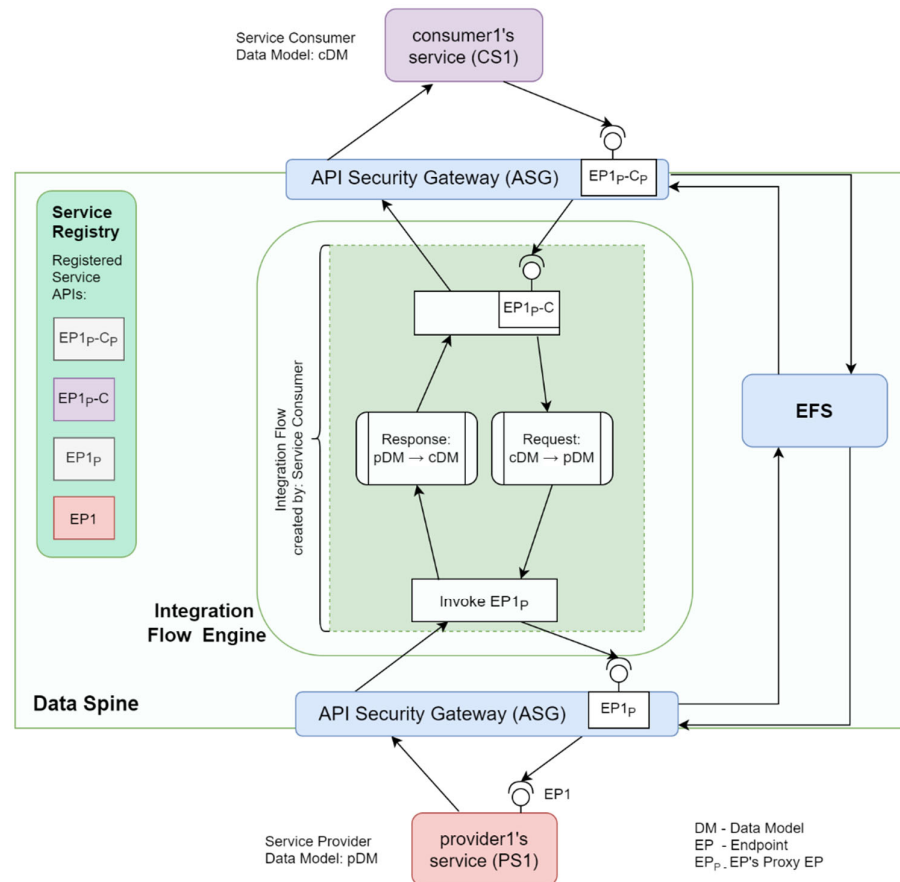 Service Consumer
Data Model: cDM
consumer1's
service (CS1)
API Security Gateway (ASG)
EP1P-CP
Service
Registry
Registered
Service
APIs:
EP1P-CP
EP1P-C
EP1P
EP1
Integration Flow
created by: Service Consumer
EP1P-C
Response:
pDM → cDM
Request:
cDM → pDM
Invoke EP1P
EFS
Integration
Flow Engine
Data Spine
API Security Gateway (ASG)
EP1P
EP1
Service Provider
Data Model: pDM
provider1's
service (PS1)
DM - Data Model
EP - Endpoint
EPP - EP's Proxy EP